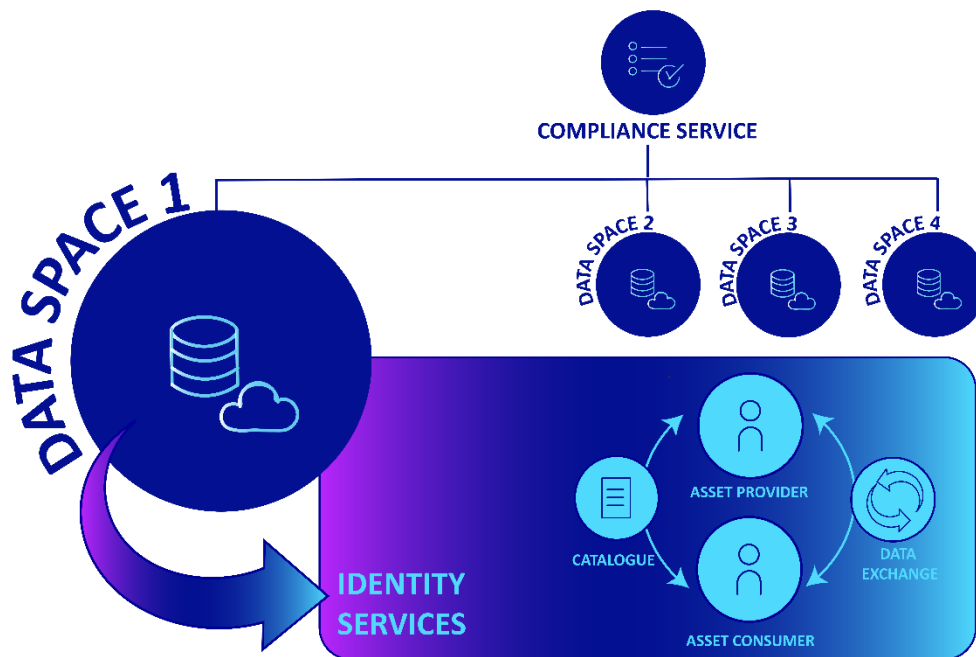 COMPLIANCE SERVICE
DATA SPACE 1
DATA SPACE 2
DATA SPACE 3
DATA SPACE 4
ASSET PROVIDER
CATALOGUE
DATA
EXCHANGE
IDENTITY
SERVICES
ASSET CONSUMER